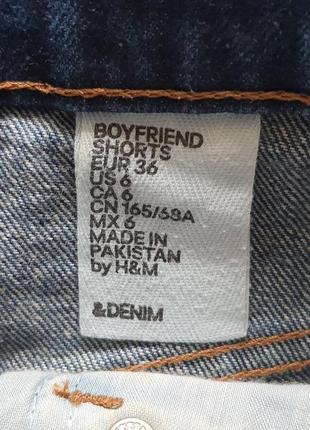 BOYFRIEND
SHORTS
EUR 36
US 6
CA 6
CN 165/68A
MX 6
MADE IN
PAKISTAN
by H&M
&DENIM